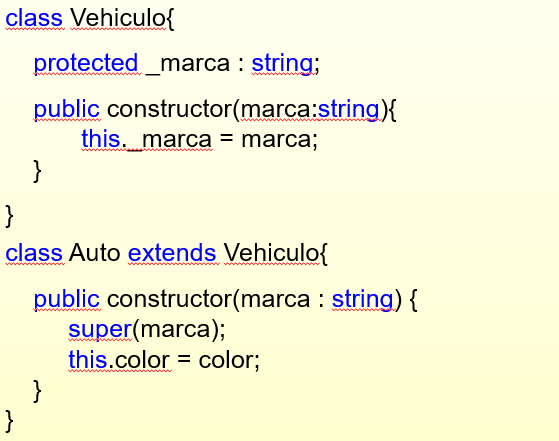 class Vehiculo{
protected _marca : string;
public constructor(marca:string){
this._marca = marca;
}
}
class Auto extends Vehiculo{
public constructor(marca : string) {
super(marca);
this.color = color;
}
}